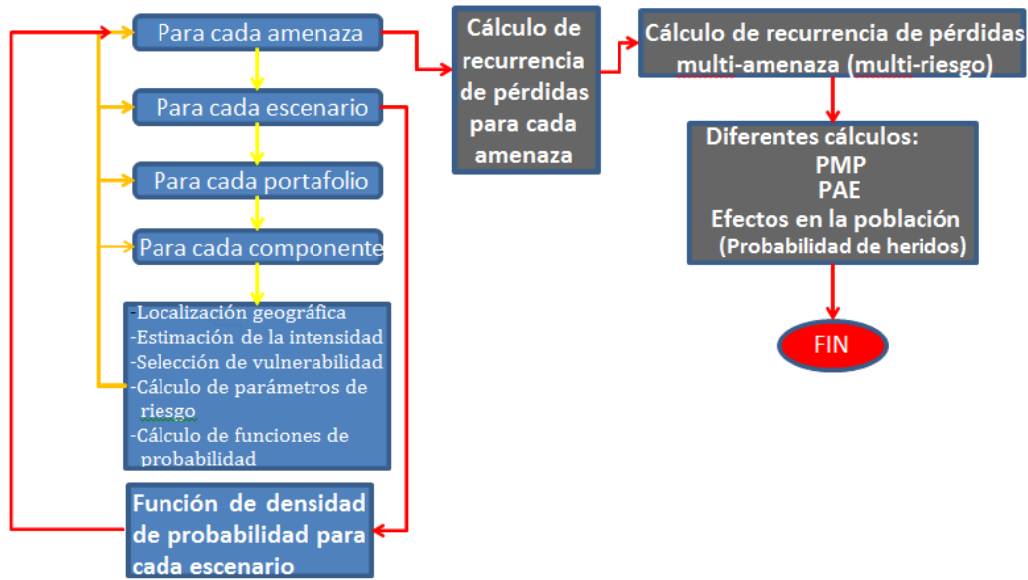 Para cada amenaza
Para cada escenario
Para cada portafolio
Para cada componente
-Localización geográfica
-Estimación de la intensidad
-Selección de vulnerabilidad
-Cálculo de parámetros de
riesgo
-Cálculo de funciones de
probabilidad
Función de densidad
de probabilidad para
cada escenario
Cálculo de
recurrencia
de pérdidas
para cada
amenaza
Cálculo de recurrencia de pérdidas
multi-amenaza (multi-riesgo)
Diferentes cálculos:
PMP
PAE
Efectos en la población
(Probabilidad de heridos)
FIN